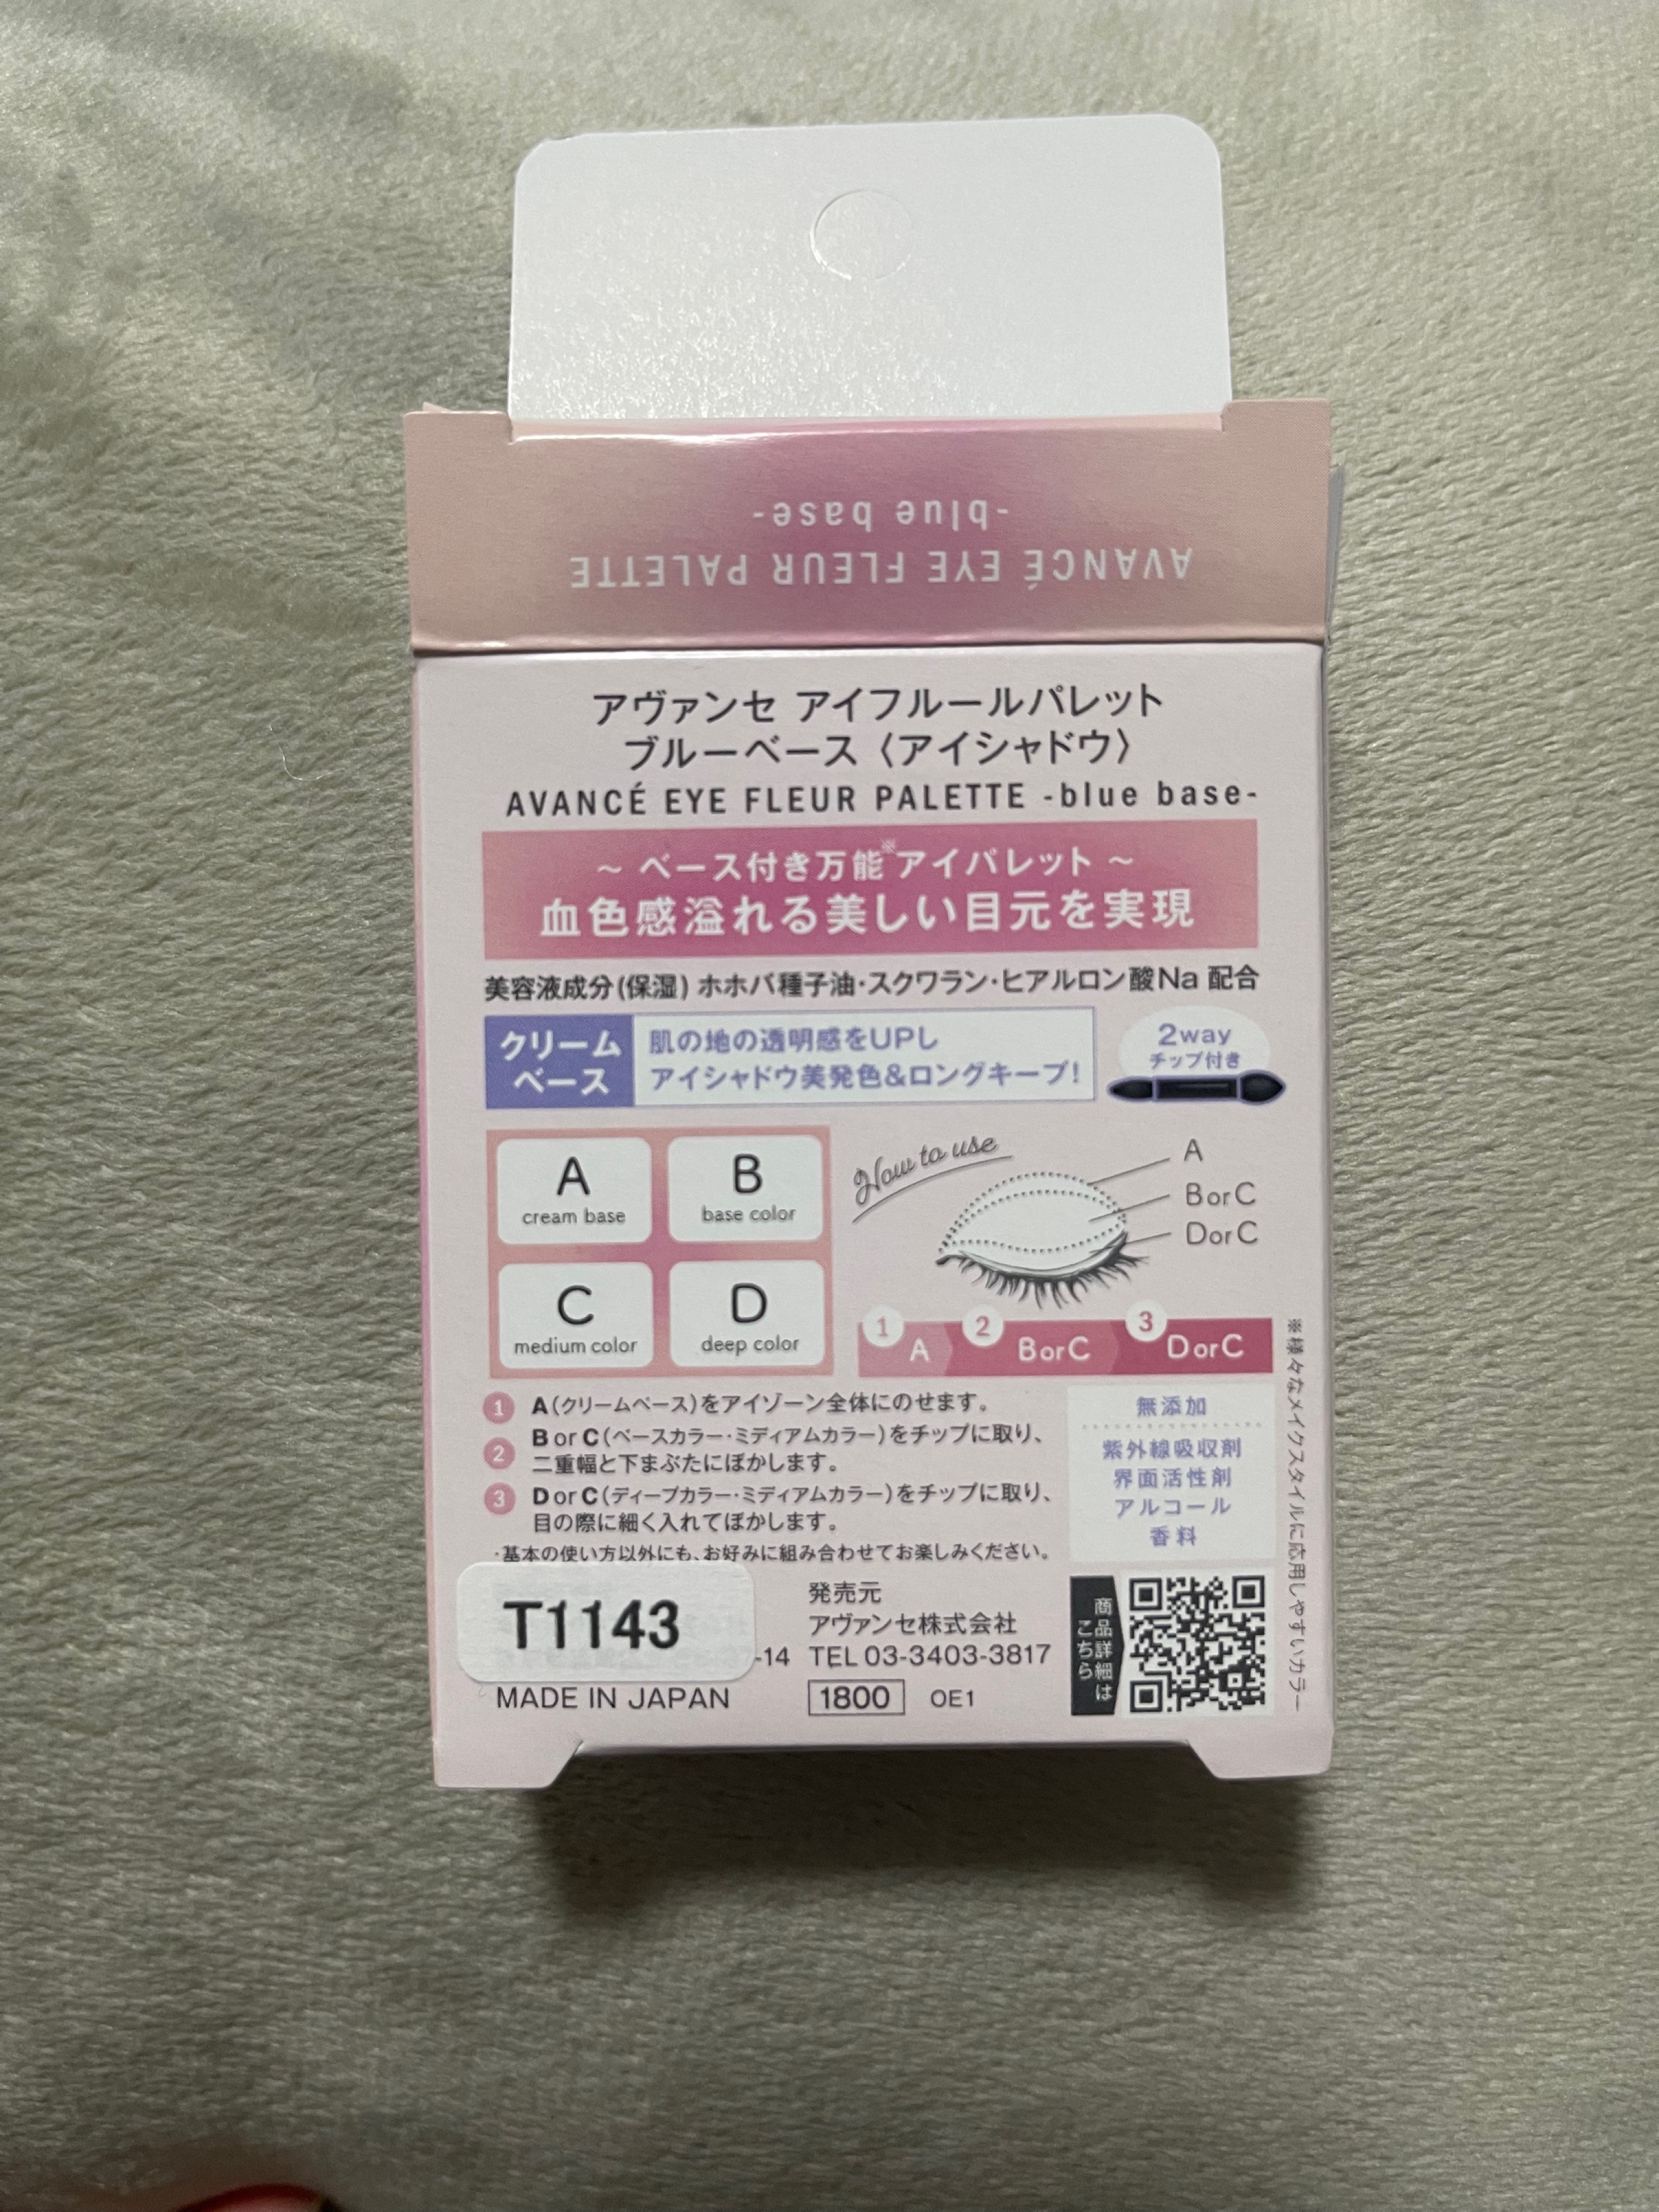 AVANCÉ EYE FLEUR PALETTE
-blue base-
アヴァンセ アイフルールパレット
ブルーベース〈アイシャドウ〉
AVANCÉ EYE FLEUR PALETTE -blue base-
～ ベース付き万能※アイパレット ～
血色感溢れる美しい目元を実現
美容液成分(保湿) ホホバ種子油・スクワラン・ヒアルロン酸Na 配合
クリーム
ベース
肌の地の透明感をUPし
アイシャドウ美発色&ロングキープ!
2way
チップ付き
A
cream base
B
base color
C
medium color
D
deep color
How to use
A
B or C
D or C
1 A
2 B or C
3 D or C
1 A(クリームベース)をアイゾーン全体にのせます。
2 B or C(ベースカラー・ミディアムカラー)をチップに取り、
二重幅と下まぶたにぼかします。
3 D or C(ディープカラー・ミディアムカラー)をチップに取り、
目の際に細く入れてぼかします。
・基本の使い方以外にも、お好みに組み合わせてお楽しみください。
無添加
紫外線吸収剤
界面活性剤
アルコール
香料
※様々なメイクスタイルに応用しやすいカラー
T1143
-14
MADE IN JAPAN
発売元
アヴァンセ株式会社
TEL 03-3403-3817
1800 OE1
商品詳細は
こちら